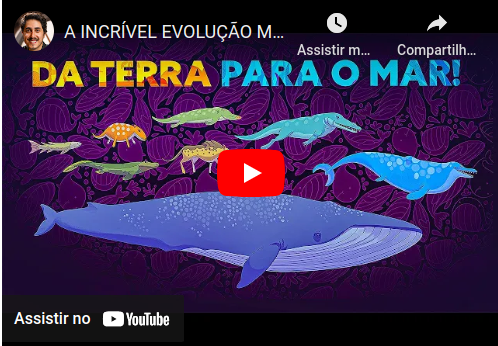 A INCRÍVEL EVOLUÇÃO M...
Assistir m...
Compartilh...
DA TERRA PARA O MAR!
Assistir no YouTube